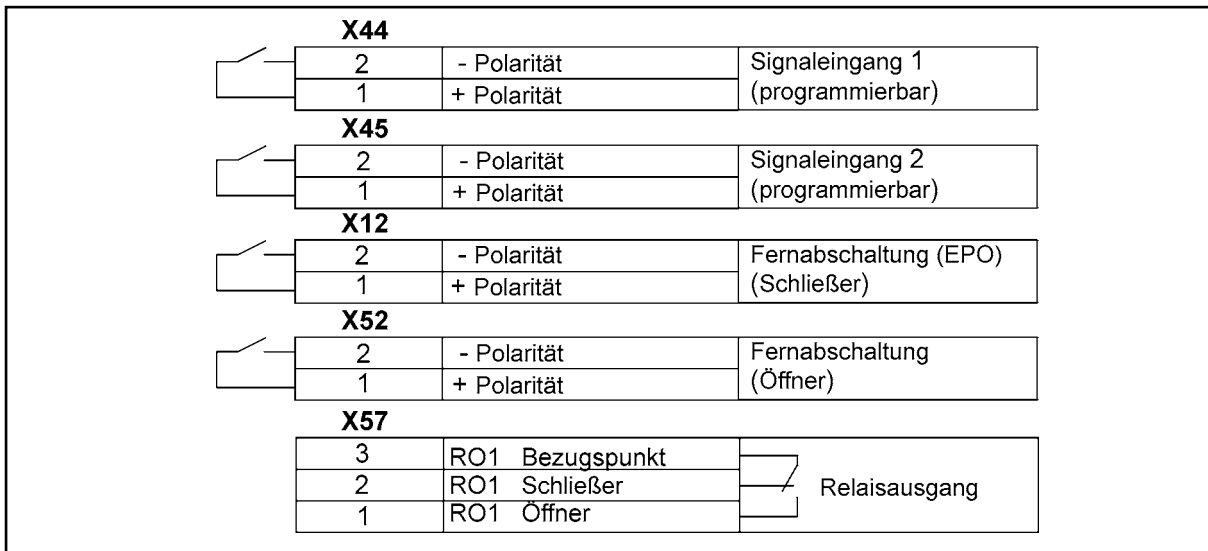 X44
2 - Polarität Signaleingang 1
1 + Polarität (programmierbar)
X45
2 - Polarität Signaleingang 2
1 + Polarität (programmierbar)
X12
2 - Polarität Fernabschaltung (EPO)
1 + Polarität (Schließer)
X52
2 - Polarität Fernabschaltung
1 + Polarität (Öffner)
X57
3 RO1 Bezugspunkt
2 RO1 Schließer Relaisausgang
1 RO1 Öffner